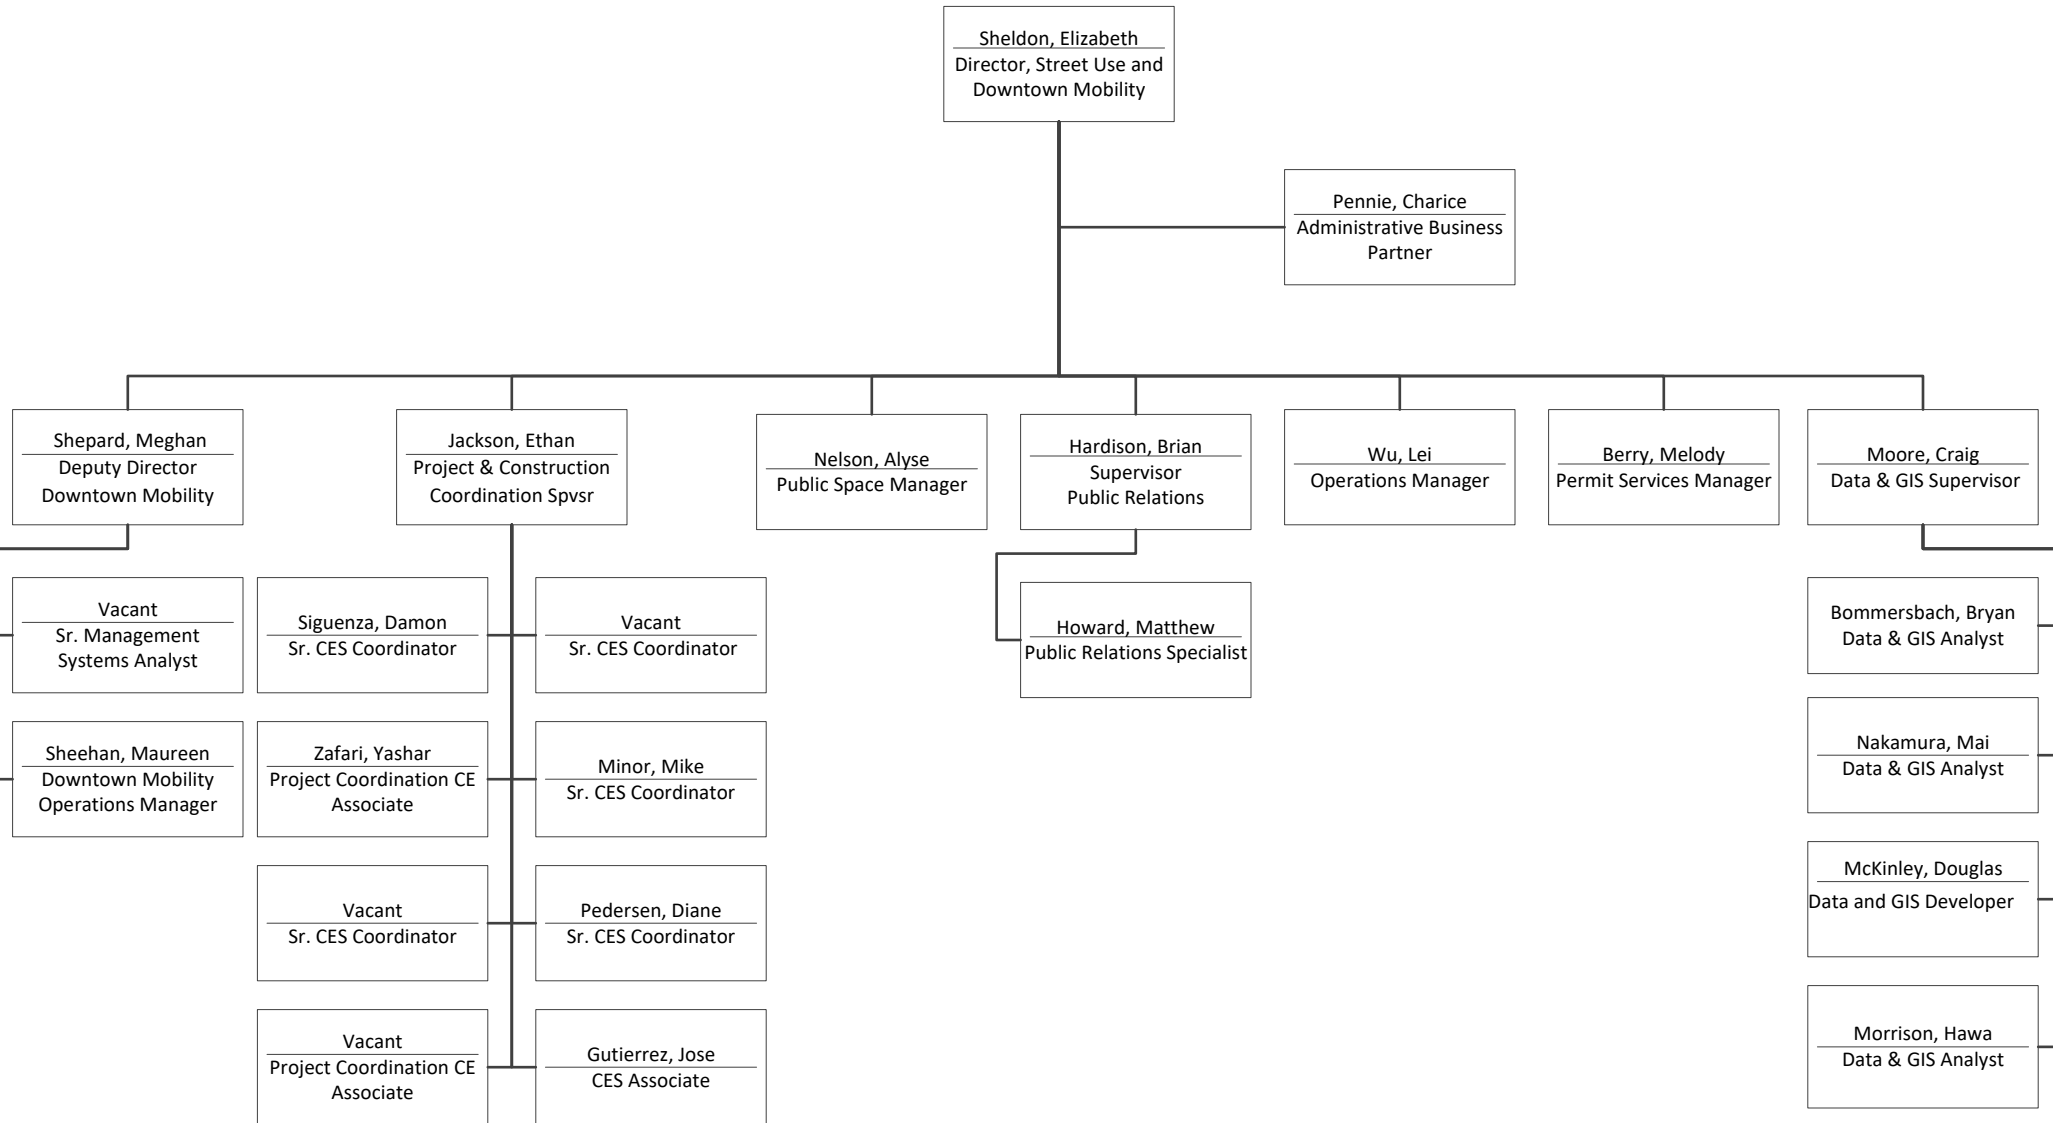 Sheldon, Elizabeth
Director, Street Use and
Downtown Mobility
Pennie, Charice
Administrative Business
Partner
Shepard, Meghan
Deputy Director
Downtown Mobility
Jackson, Ethan
Project & Construction
Coordination Spvsr
Nelson, Alyse
Public Space Manager
Hardison, Brian
Supervisor
Public Relations
Wu, Lei
Operations Manager
Berry, Melody
Permit Services Manager
Moore, Craig
Data & GIS Supervisor
Vacant
Sr. Management
Systems Analyst
Siguenza, Damon
Sr. CES Coordinator
Vacant
Sr. CES Coordinator
Howard, Matthew
Public Relations Specialist
Bommersbach, Bryan
Data & GIS Analyst
Sheehan, Maureen
Downtown Mobility
Operations Manager
Zafari, Yashar
Project Coordination CE
Associate
Minor, Mike
Sr. CES Coordinator
Nakamura, Mai
Data & GIS Analyst
Vacant
Sr. CES Coordinator
Pedersen, Diane
Sr. CES Coordinator
McKinley, Douglas
Data and GIS Developer
Vacant
Project Coordination CE
Associate
Gutierrez, Jose
CES Associate
Morrison, Hawa
Data & GIS Analyst